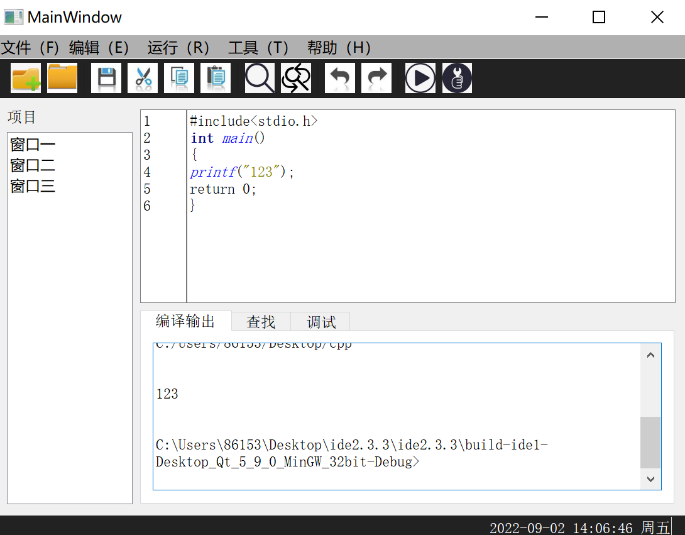 MainWindow
文件（F）编辑（E） 运行（R） 工具（T） 帮助（H）
项目
窗口一
窗口二
窗口三
1 #include<stdio.h>
2 int main()
3 {
4 printf("123");
5 return 0;
6 }
编译输出 查找 调试
C:/Users/86153/Desktop/cpp
123
C:\Users\86153\Desktop\ide2.3.3\ide2.3.3\build-ide1-
Desktop_Qt_5_9_0_MinGW_32bit-Debug>
2022-09-02 14:06:46 周五